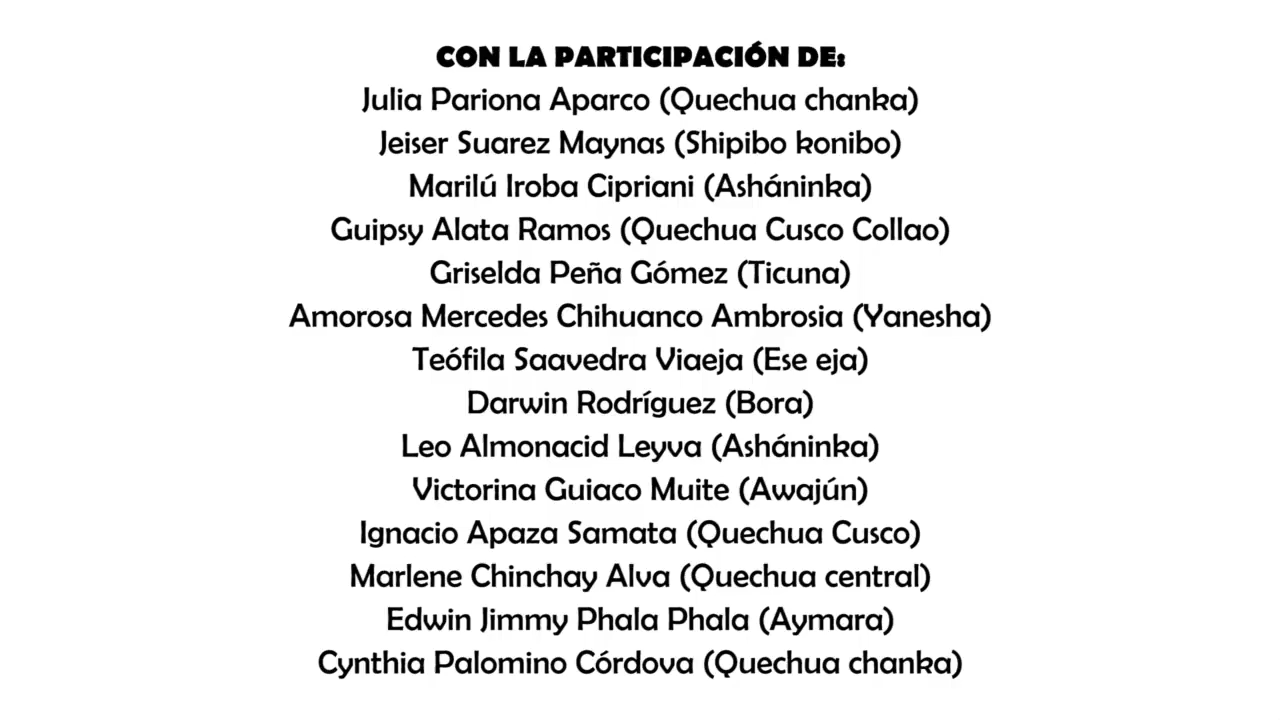 CON LA PARTICIPACIÓN DE:
Julia Pariona Aparco (Quechua chanka)
Jeiser Suarez Maynas (Shipibo konibo)
Marilú Iroba Cipriani (Asháninka)
Guipsy Alata Ramos (Quechua Cusco Collao)
Griselda Peña Gómez (Ticuna)
Amorosa Mercedes Chihuanco Ambrosia (Yanesha)
Teófila Saavedra Viaeja (Ese eja)
Darwin Rodríguez (Bora)
Leo Almonacid Leyva (Asháninka)
Victorina Guiaco Muite (Awajún)
Ignacio Apaza Samata (Quechua Cusco)
Marlene Chinchay Alva (Quechua central)
Edwin Jimmy Phala Phala (Aymara)
Cynthia Palomino Córdova (Quechua chanka)